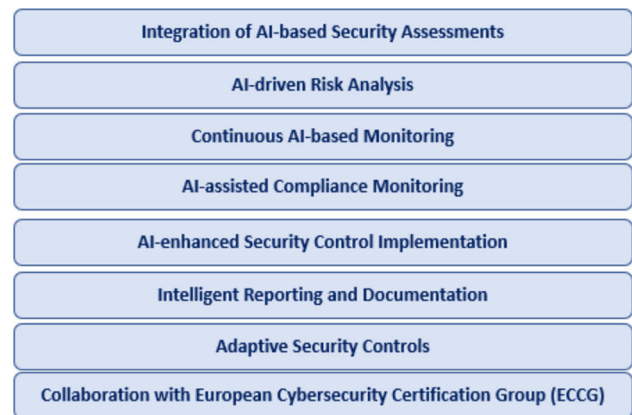 Integration of AI-based Security Assessments
AI-driven Risk Analysis
Continuous AI-based Monitoring
AI-assisted Compliance Monitoring
AI-enhanced Security Control Implementation
Intelligent Reporting and Documentation
Adaptive Security Controls
Collaboration with European Cybersecurity Certification Group (ECCG)